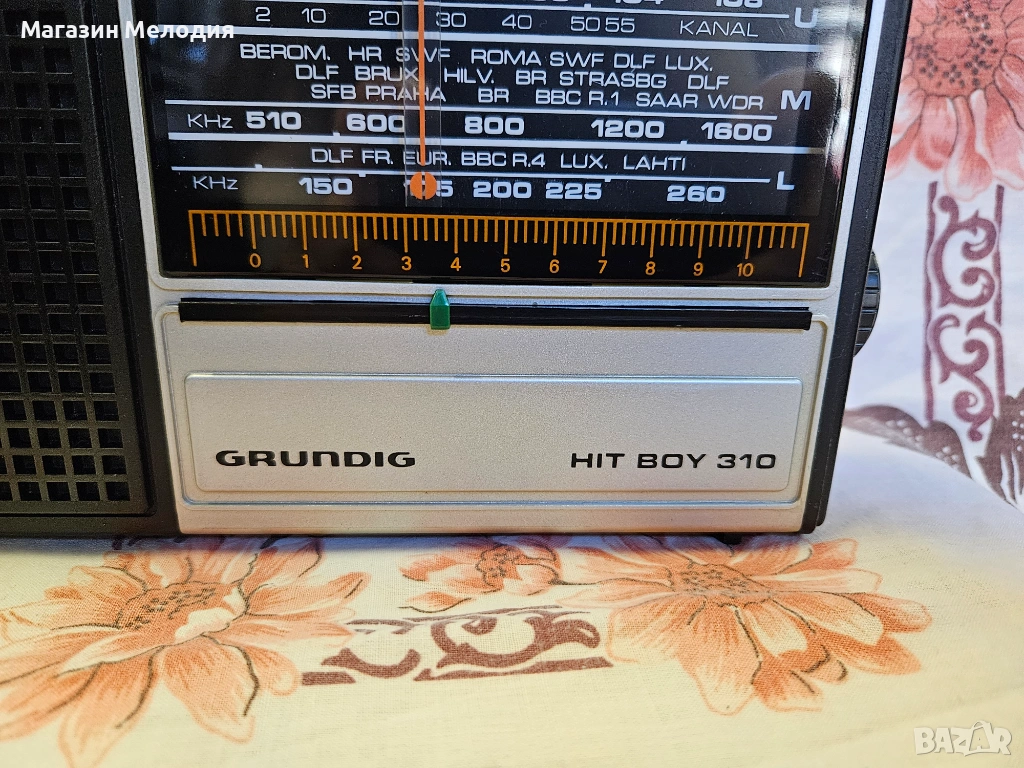 Магазин Мелодия
104 108 U
2 10 20 30 40 50 55 KANAL
BEROM. HR SWF ROMA SWF DLF LUX.
DLF BRUX. HILV. BR STRASBG DLF
SFB PRAHA BR BBC R.1 SAAR WDR M
KHz 510 600 800 1200 1600
DLF FR. EUR. BBC R.4 LUX. LAHTI
KHz 150 200 225 260 L
0 1 2 3 4 5 6 7 8 9 10
GRUNDIG HIT BOY 310
BAZAR